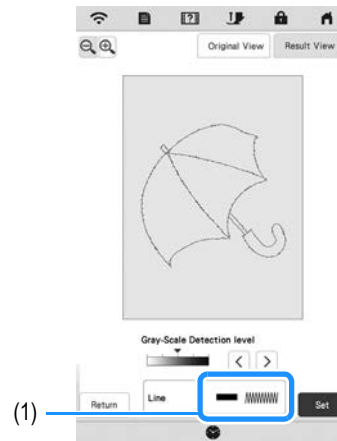 Original View Result View
Gray-Scale Detection level
< >
(1) Return Line Set